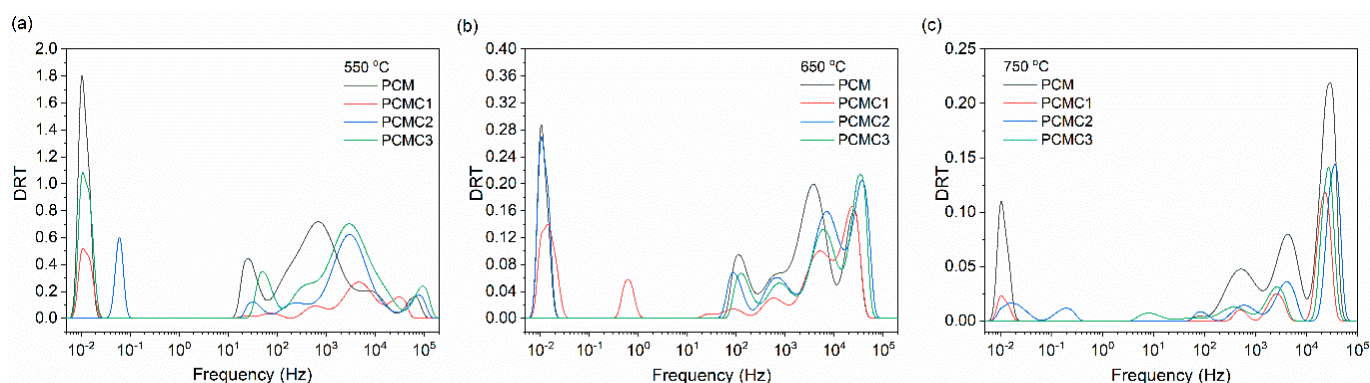 (a)
550 °C
PCM
PCMC1
PCMC2
PCMC3
DRT
2.0
1.8
1.6
1.4
1.2
1.0
0.8
0.6
0.4
0.2
0.0
10-2 10-1 100 101 102 103 104 105
Frequency (Hz)
(b)
650 °C
PCM
PCMC1
PCMC2
PCMC3
DRT
0.40
0.36
0.32
0.28
0.24
0.20
0.16
0.12
0.08
0.04
0.00
10-2 10-1 100 101 102 103 104 105
Frequency (Hz)
(c)
750 °C
PCM
PCMC1
PCMC2
PCMC3
DRT
0.25
0.20
0.15
0.10
0.05
0.00
10-2 10-1 100 101 102 103 104 105
Frequency (Hz)